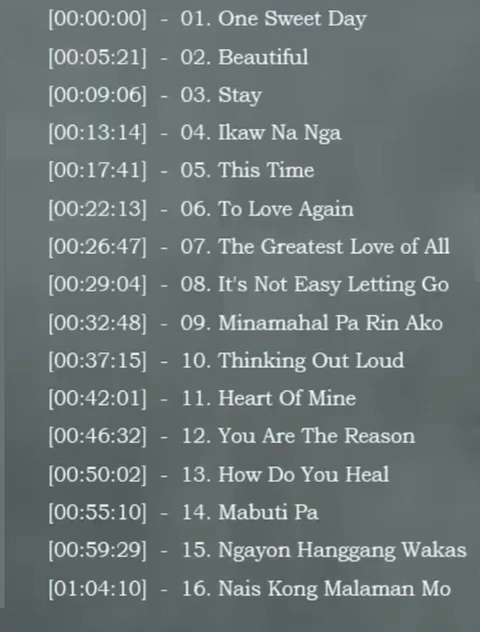 [00:00:00] - 01. One Sweet Day
[00:05:21] - 02. Beautiful
[00:09:06] - 03. Stay
[00:13:14] - 04. Ikaw Na Nga
[00:17:41] - 05. This Time
[00:22:13] - 06. To Love Again
[00:26:47] - 07. The Greatest Love of All
[00:29:04] - 08. It's Not Easy Letting Go
[00:32:48] - 09. Minamahal Pa Rin Ako
[00:37:15] - 10. Thinking Out Loud
[00:42:01] - 11. Heart Of Mine
[00:46:32] - 12. You Are The Reason
[00:50:02] - 13. How Do You Heal
[00:55:10] - 14. Mabuti Pa
[00:59:29] - 15. Ngayon Hanggang Wakas
[01:04:10] - 16. Nais Kong Malaman Mo